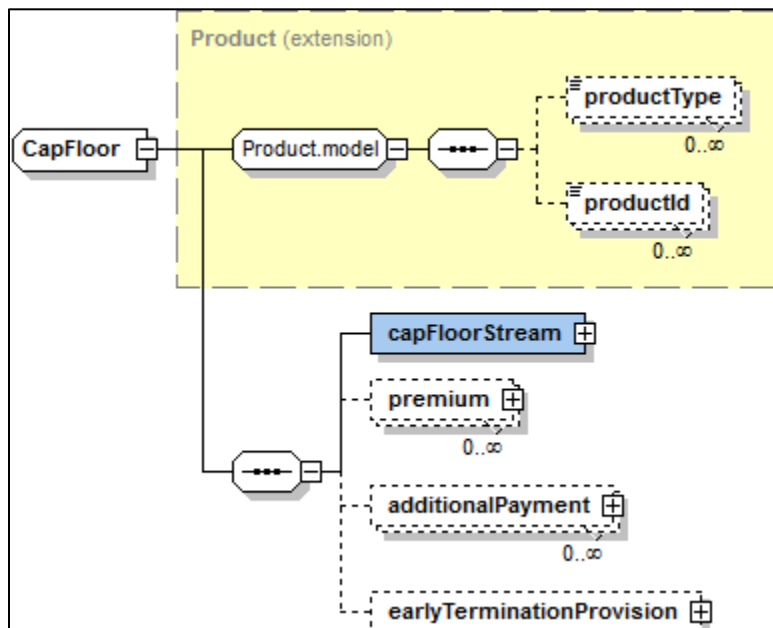 Product (extension)
productType
0..∞
CapFloor
Product.model
productId
0..∞
capFloorStream
premium
0..∞
additionalPayment
0..∞
earlyTerminationProvision